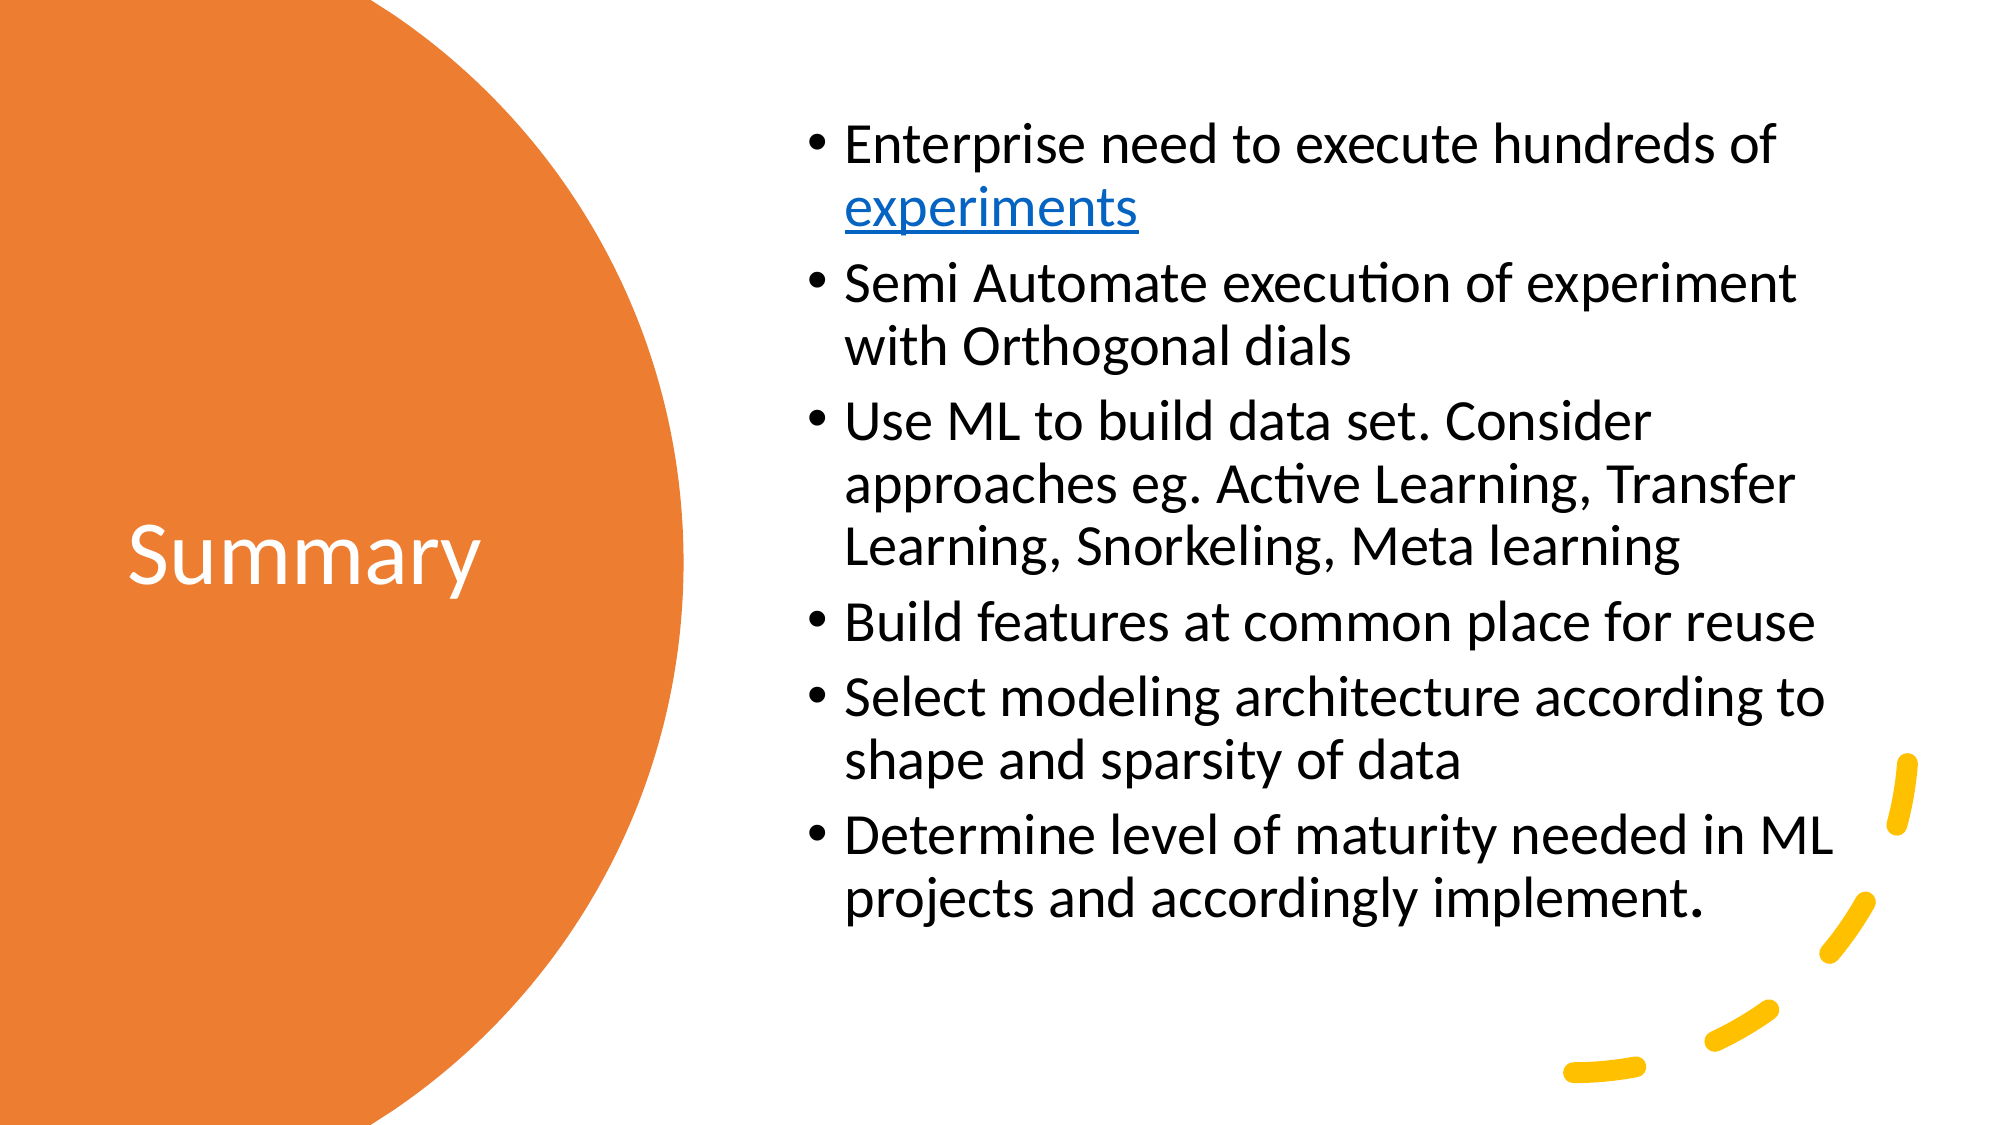 Summary
• Enterprise need to execute hundreds of
experiments
• Semi Automate execution of experiment
with Orthogonal dials
• Use ML to build data set. Consider
approaches eg. Active Learning, Transfer
Learning, Snorkeling, Meta learning
• Build features at common place for reuse
• Select modeling architecture according to
shape and sparsity of data
• Determine level of maturity needed in ML
projects and accordingly implement.